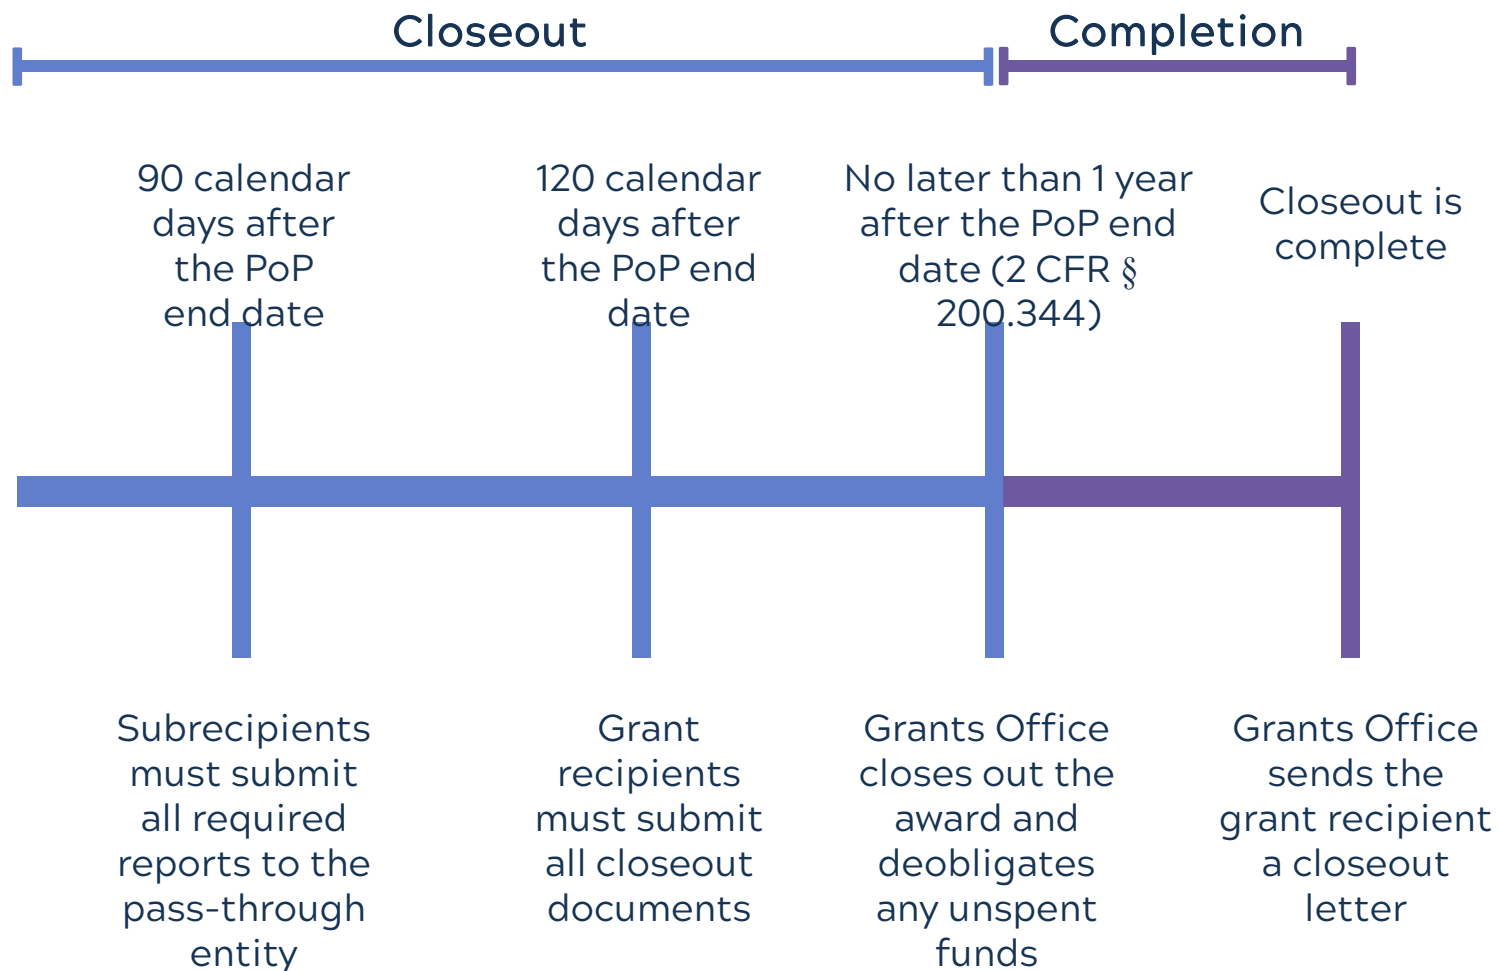 Closeout
Completion
90 calendar
days after
the PoP
end date
120 calendar
days after
the PoP end
date
No later than 1 year
after the PoP end
date (2 CFR §
200.344)
Closeout is
complete
Subrecipients
must submit
all required
reports to the
pass-through
entity
Grant
recipients
must submit
all closeout
documents
Grants Office
closes out the
award and
deobligates
any unspent
funds
Grants Office
sends the
grant recipient
a closeout
letter